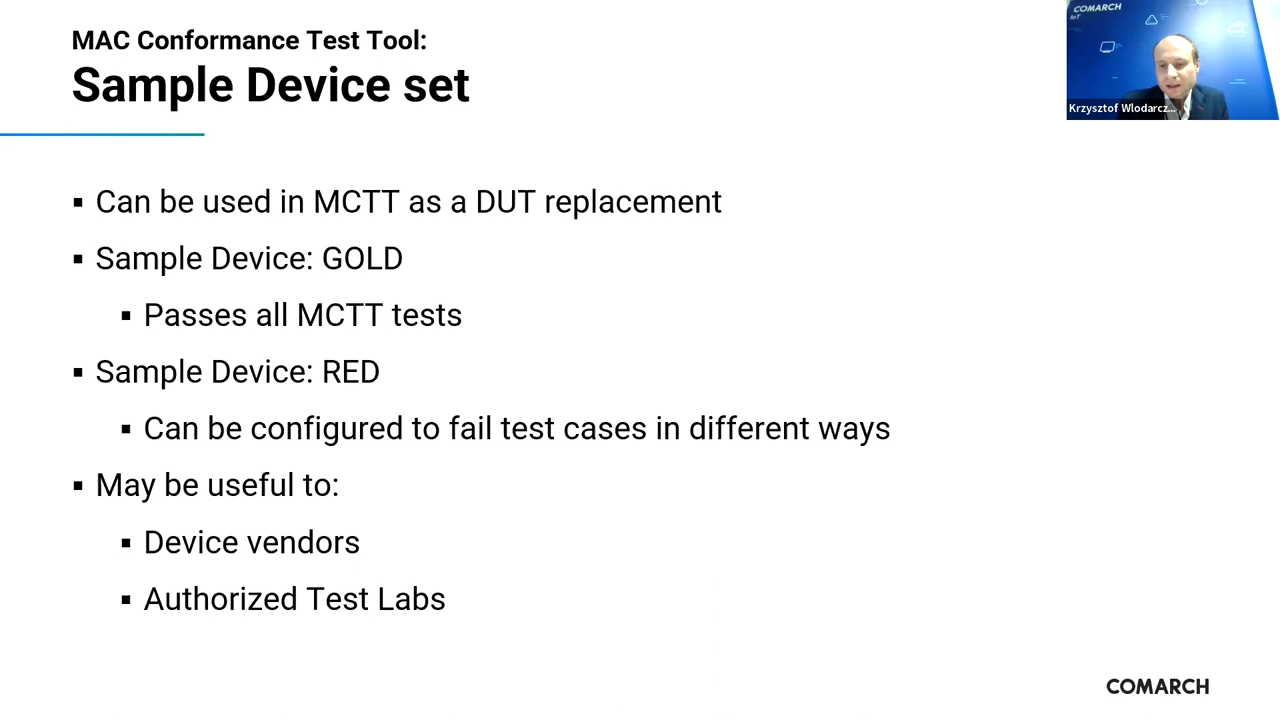 MAC Conformance Test Tool:
Sample Device set
COMARCH
IoT
Krzysztof Wlodarcz...
▪ Can be used in MCTT as a DUT replacement
▪ Sample Device: GOLD
▪ Passes all MCTT tests
▪ Sample Device: RED
▪ Can be configured to fail test cases in different ways
▪ May be useful to:
▪ Device vendors
▪ Authorized Test Labs
COMARCH